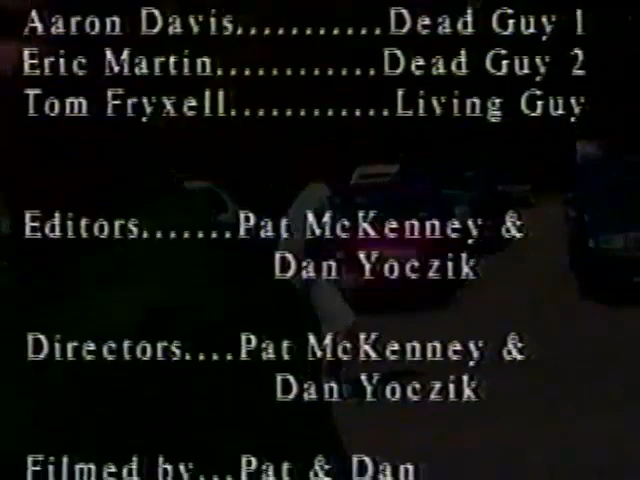 Aaron Davis...........Dead Guy 1
Eric Martin............Dead Guy 2
Tom Fryxell............Living Guy
Editors.......Pat McKenney &
Dan Yoczik
Directors....Pat McKenney &
Dan Yoczik
Filmed by...Pat & Dan